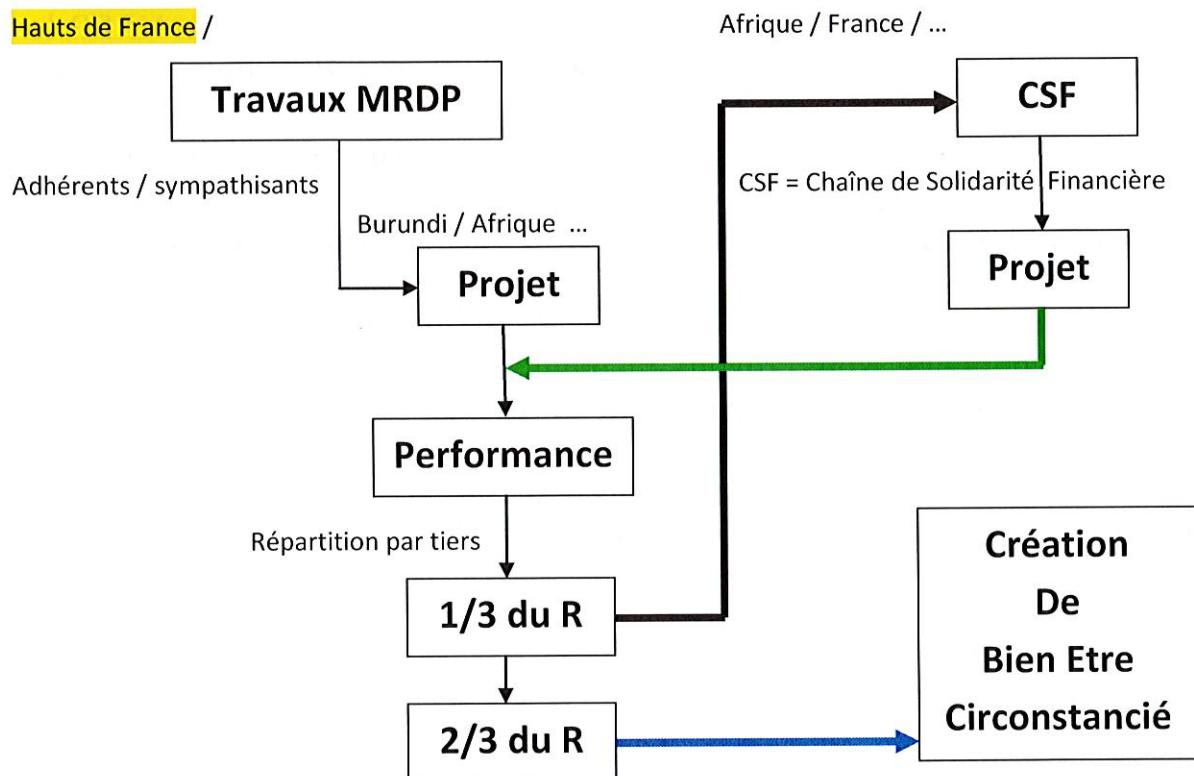 Hauts de France /
Afrique / France / ...
Travaux MRDP
CSF
Adhérents / sympathisants
CSF = Chaîne de Solidarité Financière
Burundi / Afrique ...
Projet
Projet
Performance
Répartition par tiers
1/3 du R
2/3 du R
Création
De
Bien Etre
Circonstancié